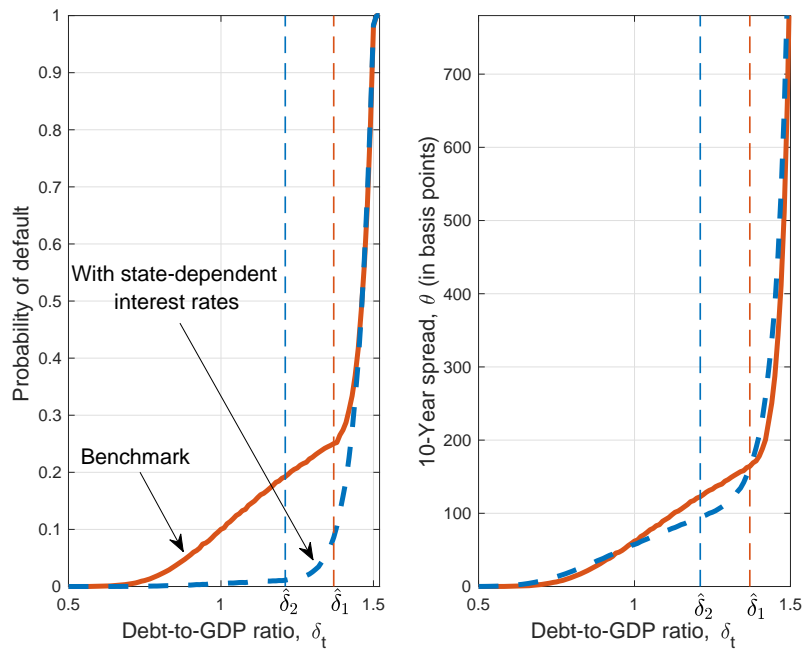 1
0.9
0.8
0.7
0.6
0.5
0.4
0.3
0.2
0.1
0
Probability of default
With state-dependent
interest rates
Benchmark
0.5
1
δ̂₂
δ̂₁
1.5
Debt-to-GDP ratio, δₜ
700
600
500
400
300
200
100
0
10-Year spread, θ (in basis points)
0.5
1
δ̂₂
δ̂₁
1.5
Debt-to-GDP ratio, δₜ